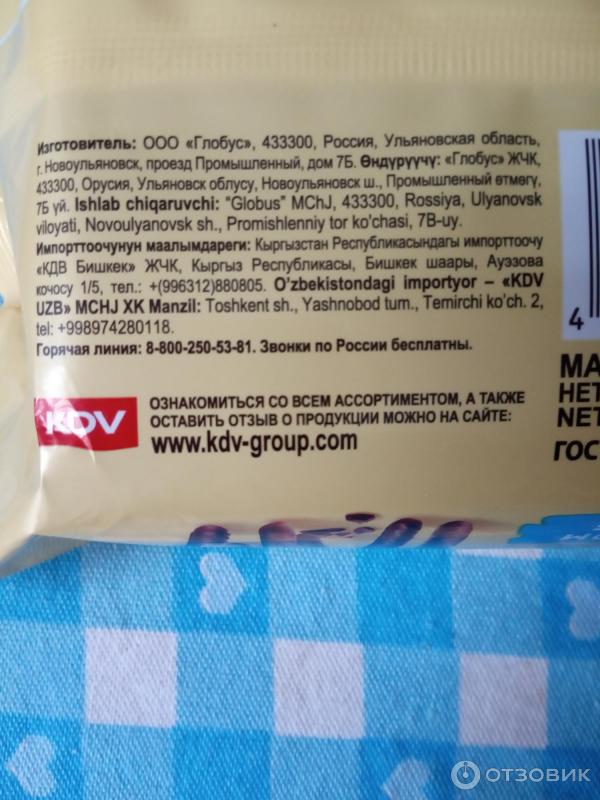 Изготовитель: ООО «Глобус», 433300, Россия, Ульяновская область,
г. Новоульяновск, проезд Промышленный, дом 7Б. Өндүрүүчү: «Глобус» ЖЧК,
433300, Орусия, Ульяновск облусу, Новоульяновск ш., Промышленный өтмөгү,
7Б үй. Ishlab chiqaruvchi: "Globus" MChJ, 433300, Rossiya, Ulyanovsk
viloyati, Novoulyanovsk sh., Promishlenniy tor ko'chasi, 7B-uy.
Импорттоочунун маалымдареги: Кыргызстан Республикасындагы импорттоочу
«КДВ Бишкек» ЖЧК, Кыргыз Республикасы, Бишкек шаары, Ауэзова
көчөсү 1/5, тел.: +(996312)880805. O'zbekistondagi importyor – «KDV
UZB» MCHJ XK Manzil: Toshkent sh., Yashnobod tum., Temirchi ko'ch. 2,
tel: +998974280118.
Горячая линия: 8-800-250-53-81. Звонки по России бесплатны.
KDV
ОЗНАКОМИТЬСЯ СО ВСЕМ АССОРТИМЕНТОМ, А ТАКЖЕ
ОСТАВИТЬ ОТЗЫВ О ПРОДУКЦИИ МОЖНО НА САЙТЕ:
www.kdv-group.com
4
МА
НЕТ
NET
ГОС
ОТЗОВИК